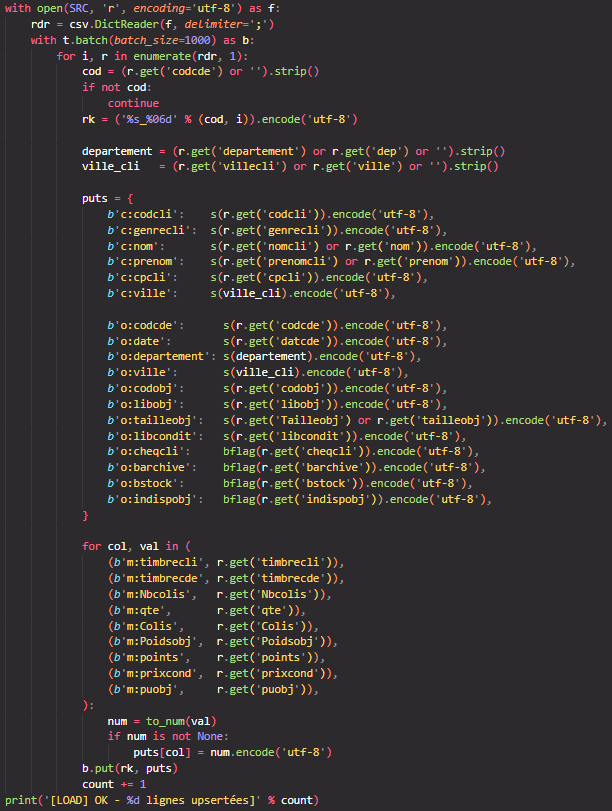 with open(SRC, 'r', encoding='utf-8') as f:
    rdr = csv.DictReader(f, delimiter=';')
    with t.batch(batch_size=1000) as b:
        for i, r in enumerate(rdr, 1):
            cod = (r.get('codcde') or '').strip()
            if not cod:
                continue
            rk = ('%s_%06d' % (cod, i)).encode('utf-8')

            departement = (r.get('departement') or r.get('dep') or '').strip()
            ville_cli   = (r.get('villecli') or r.get('ville') or '').strip()

            puts = {
                b'c:codcli':    s(r.get('codcli')).encode('utf-8'),
                b'c:genrecli':  s(r.get('genrecli')).encode('utf-8'),
                b'c:nom':       s(r.get('nomcli') or r.get('nom')).encode('utf-8'),
                b'c:prenom':    s(r.get('prenomcli') or r.get('prenom')).encode('utf-8'),
                b'c:cpcli':     s(r.get('cpcli')).encode('utf-8'),
                b'c:ville':     s(ville_cli).encode('utf-8'),

                b'o:codcde':      s(r.get('codcde')).encode('utf-8'),
                b'o:date':        s(r.get('datcde')).encode('utf-8'),
                b'o:departement': s(departement).encode('utf-8'),
                b'o:ville':       s(ville_cli).encode('utf-8'),
                b'o:codobj':      s(r.get('codobj')).encode('utf-8'),
                b'o:libobj':      s(r.get('libobj')).encode('utf-8'),
                b'o:tailleobj':   s(r.get('Tailleobj') or r.get('tailleobj')).encode('utf-8'),
                b'o:libcondit':   s(r.get('libcondit')).encode('utf-8'),
                b'o:cheqcli':     bflag(r.get('cheqcli')).encode('utf-8'),
                b'o:barchive':    bflag(r.get('barchive')).encode('utf-8'),
                b'o:bstock':      bflag(r.get('bstock')).encode('utf-8'),
                b'o:indispobj':   bflag(r.get('indispobj')).encode('utf-8'),
            }

            for col, val in (
                (b'm:timbrecli', r.get('timbrecli')),
                (b'm:timbrecde', r.get('timbrecde')),
                (b'm:Nbcolis',   r.get('Nbcolis')),
                (b'm:qte',       r.get('qte')),
                (b'm:Colis',     r.get('Colis')),
                (b'm:Poidsobj',  r.get('Poidsobj')),
                (b'm:points',    r.get('points')),
                (b'm:prixcond',  r.get('prixcond')),
                (b'm:puobj',     r.get('puobj')),
            ):
                num = to_num(val)
                if num is not None:
                    puts[col] = num.encode('utf-8')
            b.put(rk, puts)
            count += 1
print('[LOAD] OK - %d lignes upsertées]' % count)